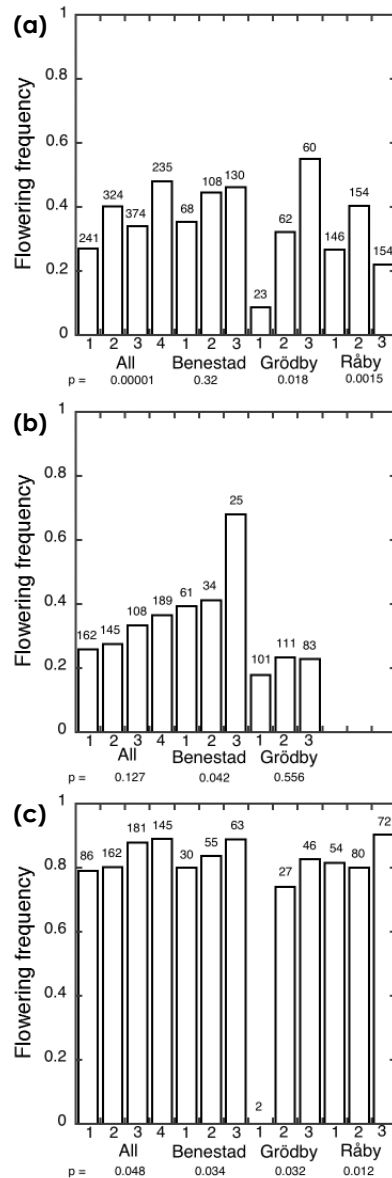 (a)
Flowering frequency
1
0.8
0.6
0.4
0.2
0
241 324 374 235 68 108 130 23 62 60 146 154 154
1 2 3 4 1 2 3 1 2 3 1 2 3
All Benestad Grödby Råby
p = 0.00001 0.32 0.018 0.0015
(b)
Flowering frequency
1
0.8
0.6
0.4
0.2
0
162 145 108 189 61 34 25 101 111 83
1 2 3 4 1 2 3 1 2 3
All Benestad Grödby
p = 0.127 0.042 0.556
(c)
Flowering frequency
1
0.8
0.6
0.4
0.2
0
86 162 181 145 30 55 63 2 27 46 54 80 72
1 2 3 4 1 2 3 1 2 3 1 2 3
All Benestad Grödby Råby
p = 0.048 0.034 0.032 0.012